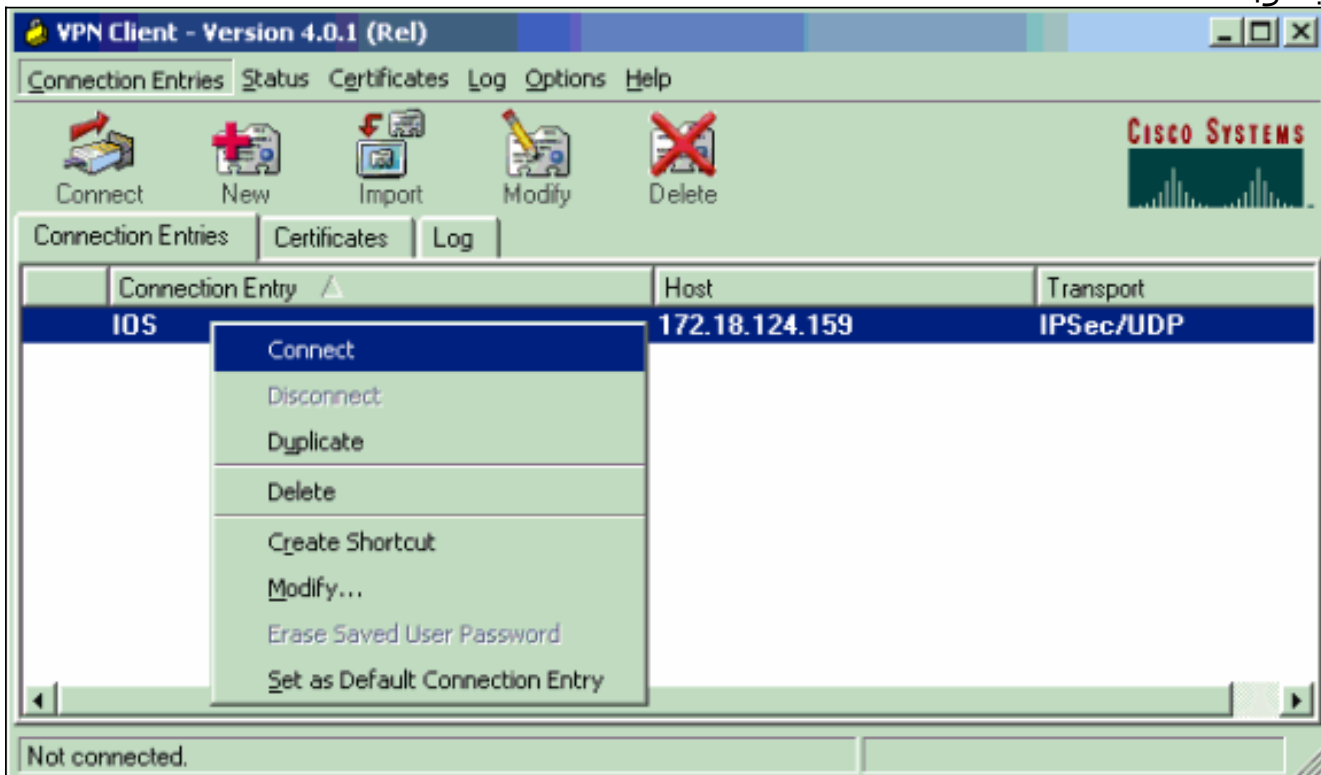 VPN Client - Version 4.0.1 (Rel)
Connection Entries Status Certificates Log Options Help
Connect New Import Modify Delete
CISCO SYSTEMS
Connection Entries Certificates Log
Connection Entry Host Transport
IOS 172.18.124.159 IPSec/UDP
Connect
Disconnect
Duplicate
Delete
Create Shortcut
Modify...
Erase Saved User Password
Set as Default Connection Entry
Not connected.